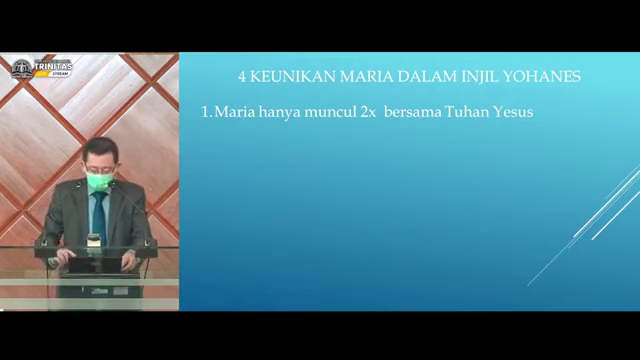 TRINITAS
STREAM
4 KEUNIKAN MARIA DALAM INJIL YOHANES
1. Maria hanya muncul 2x bersama Tuhan Yesus